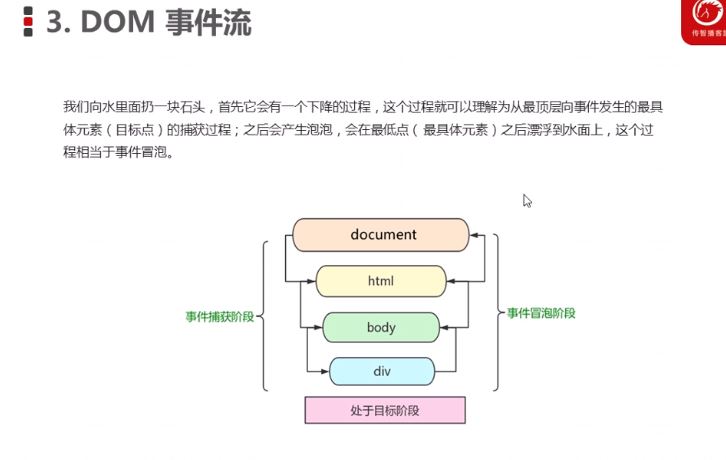 3. DOM 事件流
传智播客
我们向水里面扔一块石头，首先它会有一个下降的过程，这个过程就可以理解为从最顶层向事件发生的最具
体元素（目标点）的捕获过程；之后会产生泡泡，会在最低点（ 最具体元素）之后漂浮到水面上，这个过
程相当于事件冒泡。
document
html
事件捕获阶段
事件冒泡阶段
body
div
处于目标阶段